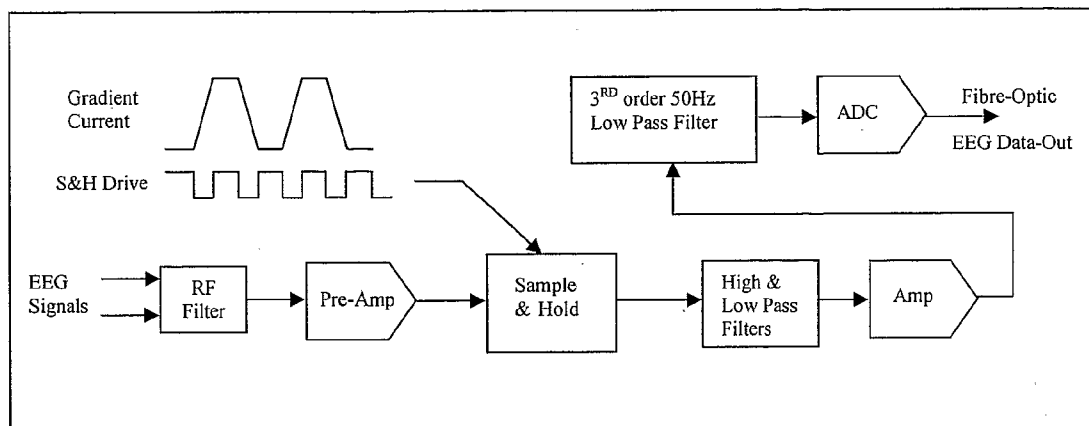 Gradient
Current
S&H Drive
3RD order 50Hz
Low Pass Filter
ADC
Fibre-Optic
EEG Data-Out
EEG
Signals
RF
Filter
Pre-Amp
Sample
& Hold
High &
Low Pass
Filters
Amp